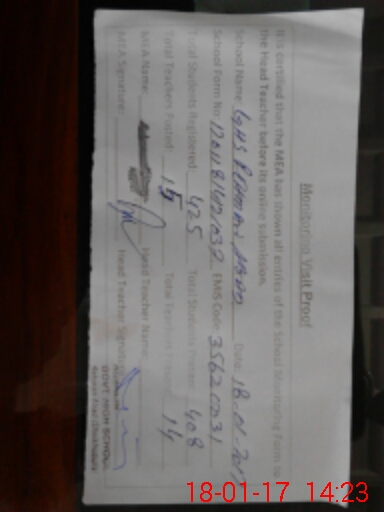 Monitoring Visit Proof
It is certified that the MEA has shown all entries of the School Monitoring Form to
the Head Teacher before its online submission.
School Name: GHS Date: 18.01.2017
School Form No: EMIS Code: 35620031
Total Students Registered: 425 Total Students Present: 408
Total Teachers Posted: 15 Total Teachers Present: 14
MEA Name: Head Teacher Name:
MEA Signature: Head Teacher Signature:
GOVT. HIGH SCHOOL
18-01-17 14:23